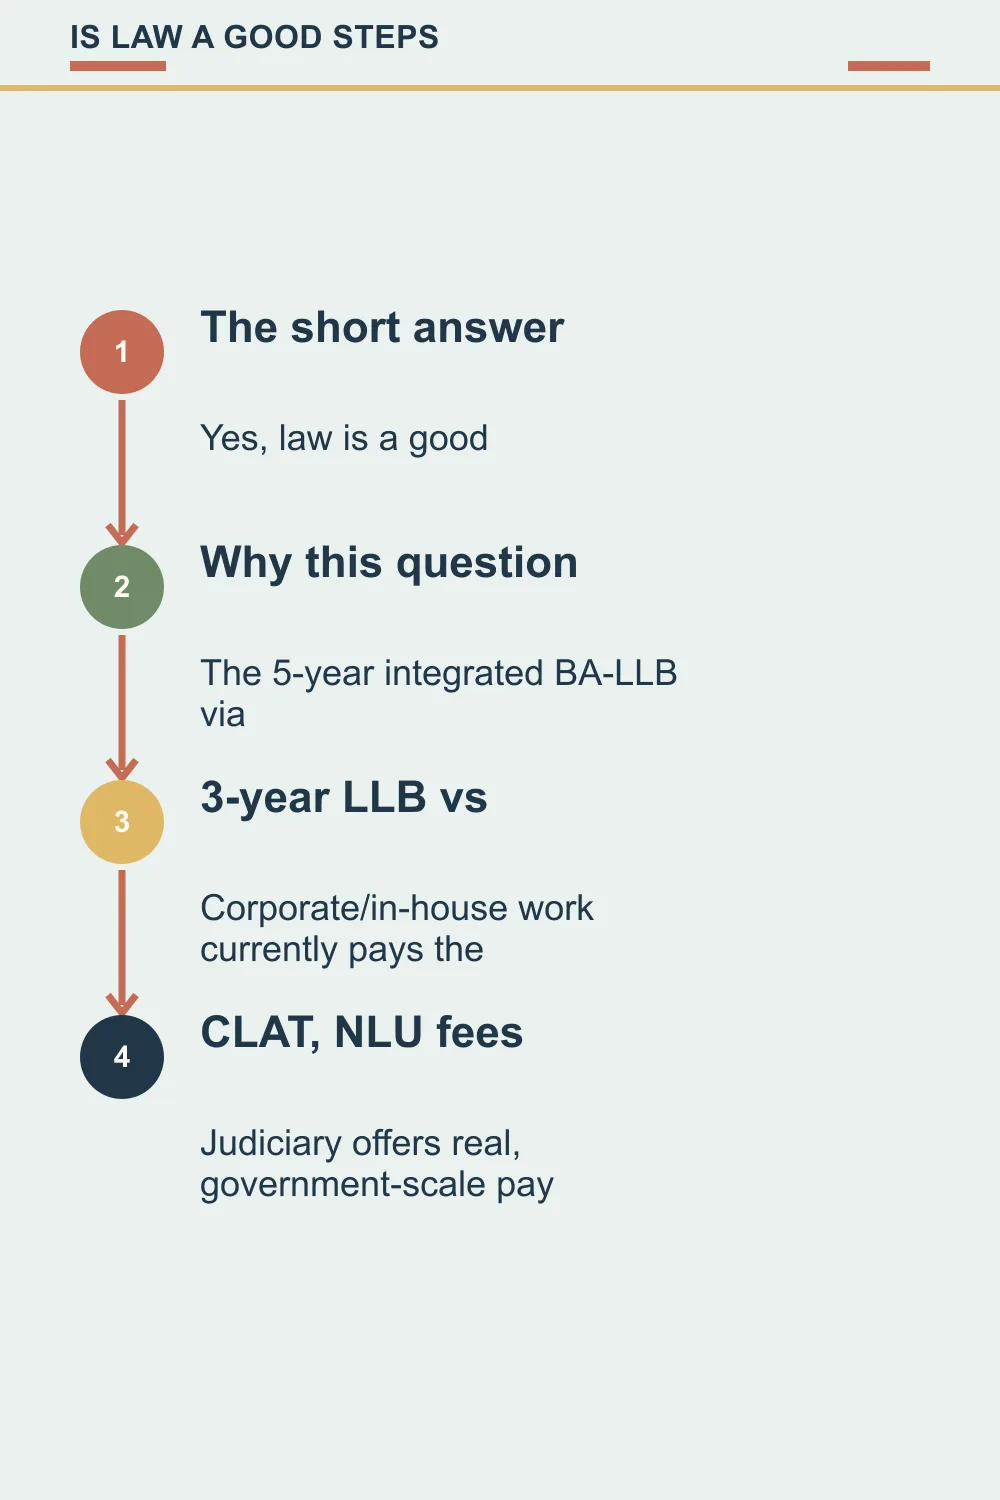 IS LAW A GOOD STEPS
1
The short answer
Yes, law is a good
2
Why this question
The 5-year integrated BA-LLB
via
3
3-year LLB vs
Corporate/in-house work
currently pays the
4
CLAT, NLU fees
Judiciary offers real,
government-scale pay